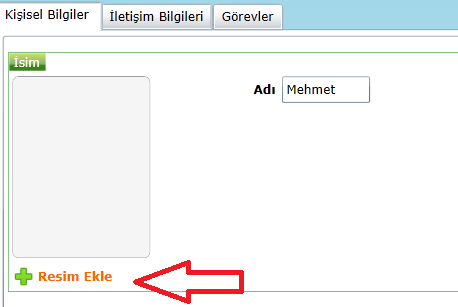 Kişisel Bilgiler İletişim Bilgileri Görevler
İsim
Adı Mehmet
Resim Ekle